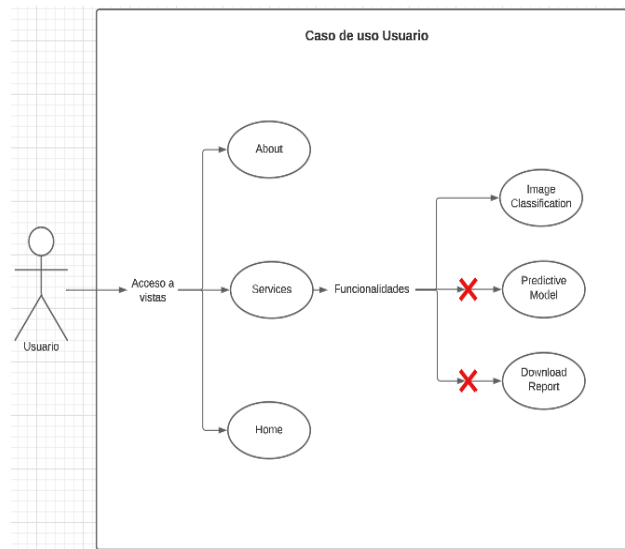 Caso de uso Usuario
About
Image
Classification
Acceso a
vistas
Services
Funcionalidades
Predictive
Model
Usuario
Download
Report
Home